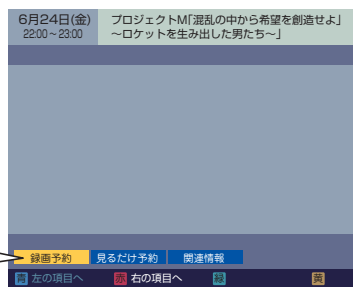 6月24日(金)
22:00~23:00
プロジェクトM「混乱の中から希望を創造せよ」
~ロケットを生み出した男たち~」
録画予約 見るだけ予約 関連情報
青 左の項目へ 赤 右の項目へ 緑 黄